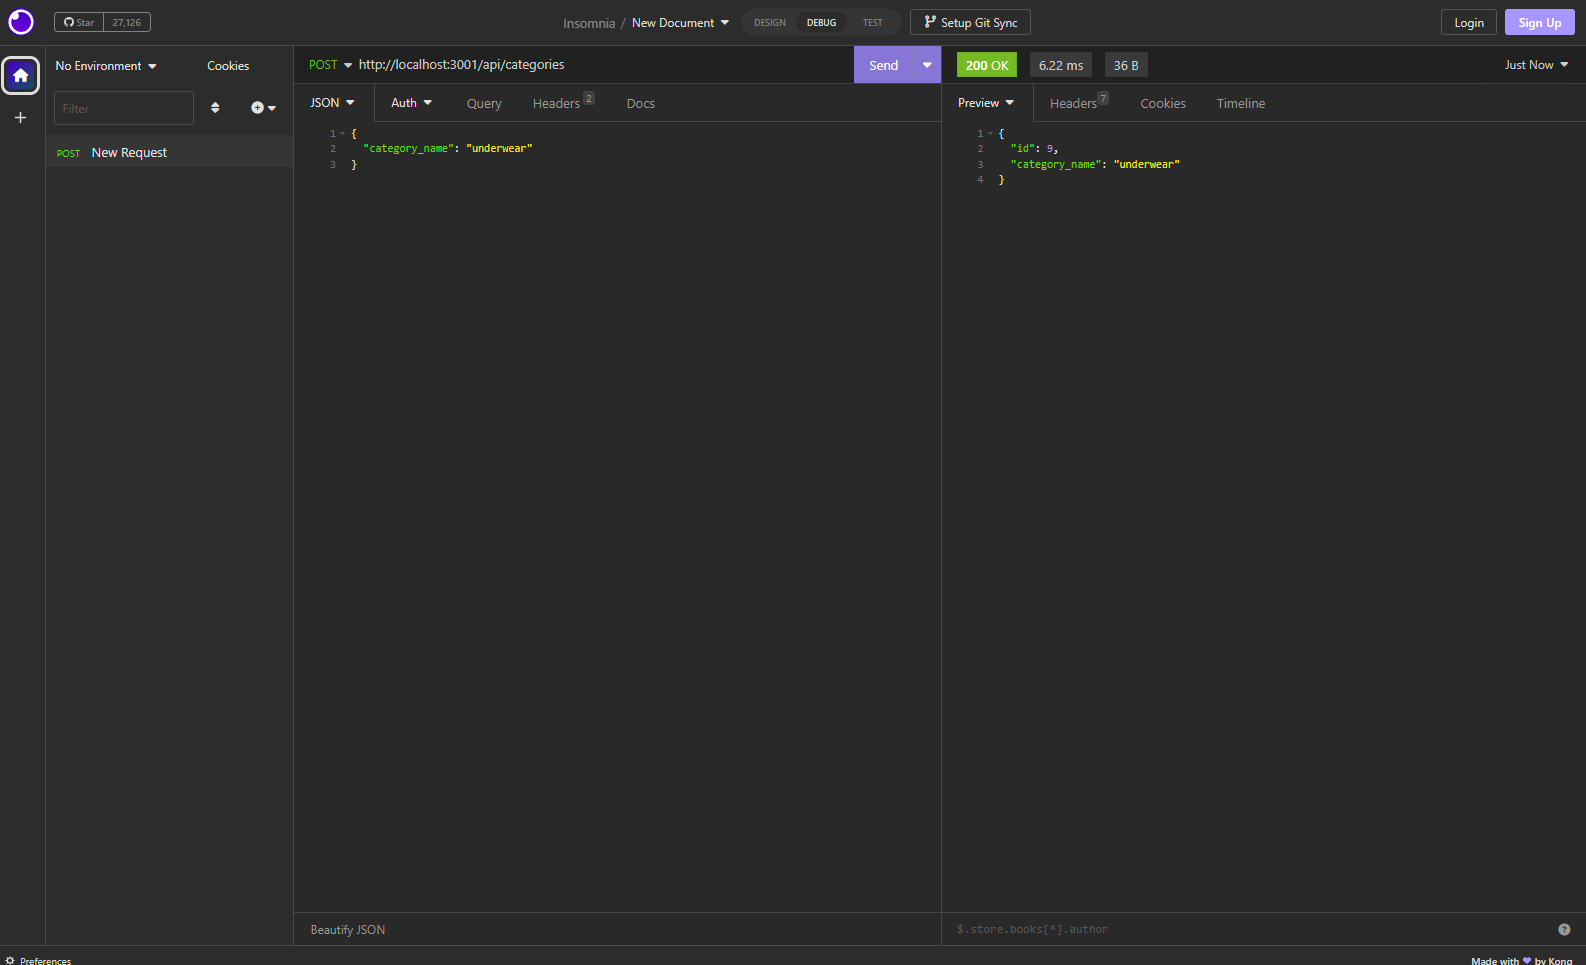 Star 27,126
Insomnia / New Document
DESIGN DEBUG TEST
Setup Git Sync
Login
Sign Up
No Environment
Cookies
Filter
POST New Request
POST http://localhost:3001/api/categories
Send
JSON Auth Query Headers 2 Docs
1 {
2 "category_name": "underwear"
3 }
Beautify JSON
200 OK 6.22 ms 36 B
Just Now
Preview Headers 7 Cookies Timeline
1 {
2 "id": 9,
3 "category_name": "underwear"
4 }
$.store.books[*].author
Preferences
Made with by Kong